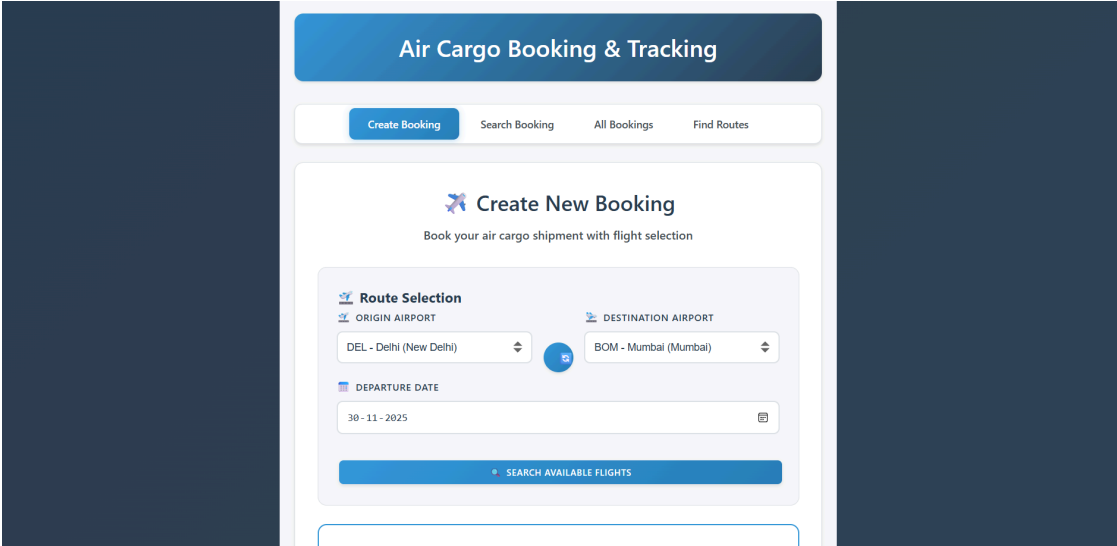 Air Cargo Booking & Tracking
Create Booking Search Booking All Bookings Find Routes
Create New Booking
Book your air cargo shipment with flight selection
Route Selection
ORIGIN AIRPORT DESTINATION AIRPORT
DEL - Delhi (New Delhi) BOM - Mumbai (Mumbai)
DEPARTURE DATE
30-11-2025
SEARCH AVAILABLE FLIGHTS